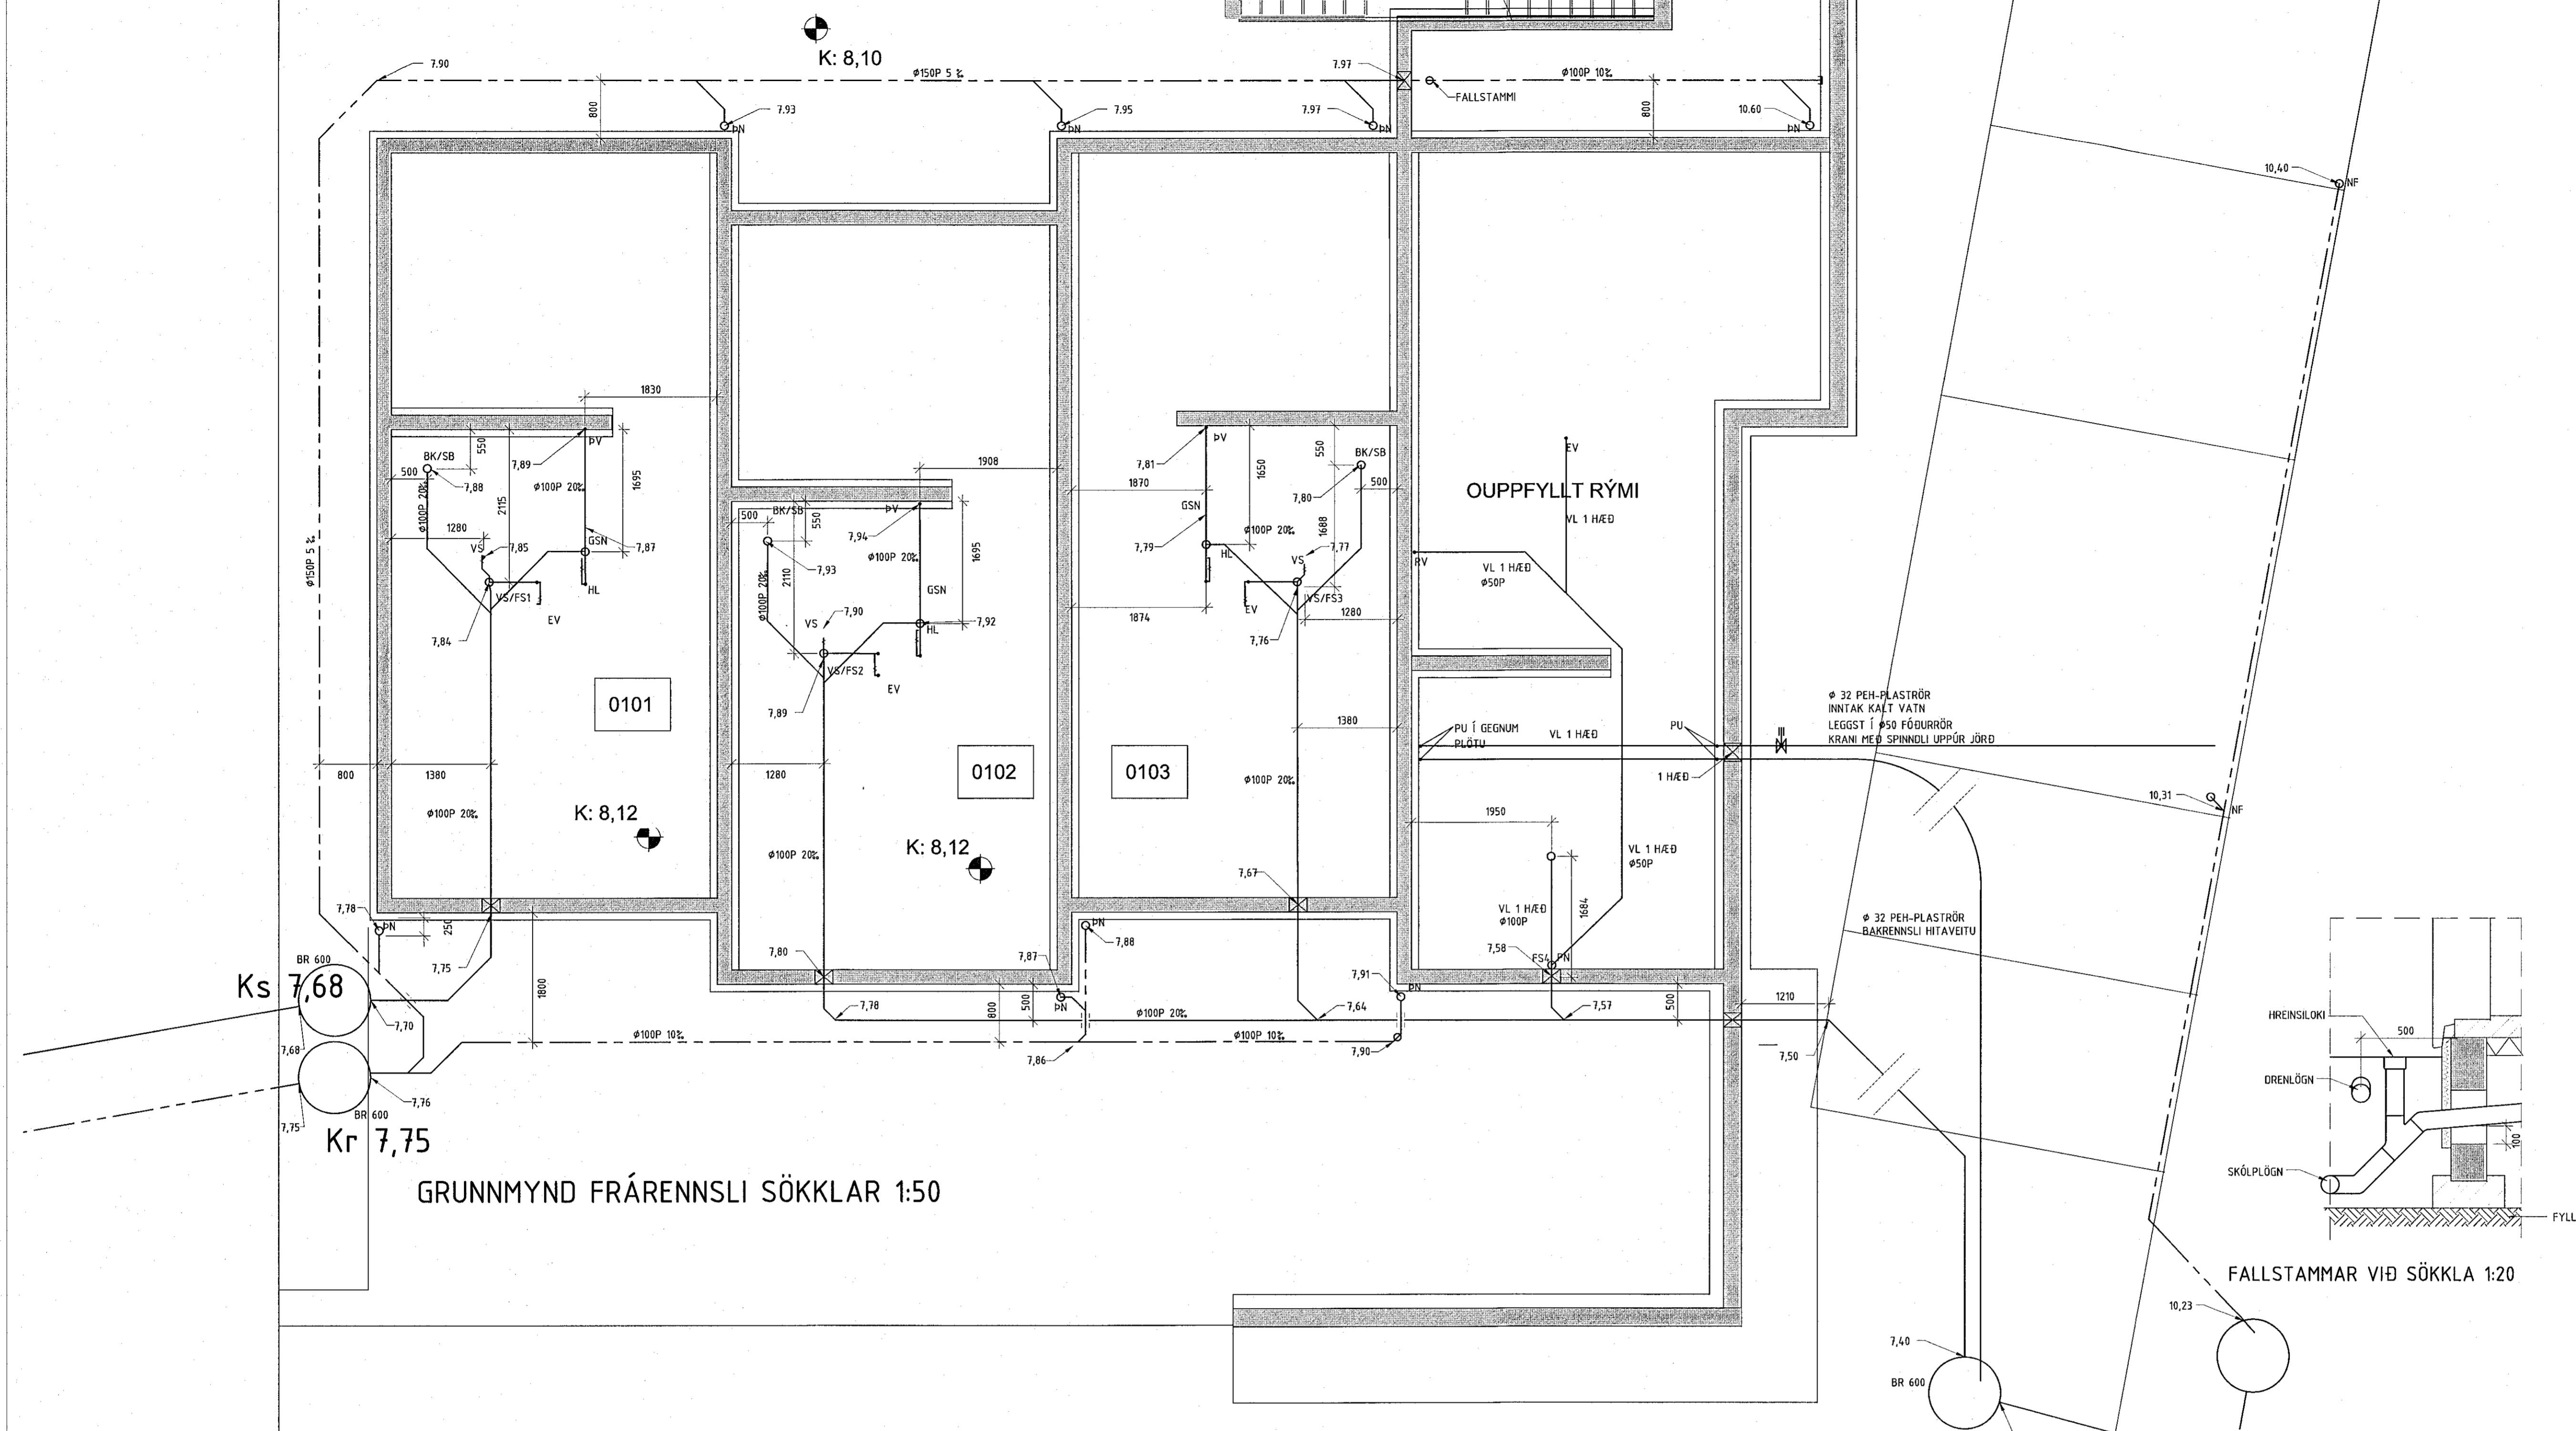 K: 8,10
7.90
Ø150P 5 ‰
7.97
Ø100P 10‰
FALLSTAMMI
800
7.93
ÞN
7.95
ÞN
7.97
ÞN
800
10.60
ÞN
10,40
NF
1830
550
ÞV
BK/SB
7,89
500
7,88
Ø100P 20‰
Ø100P 20‰
2115
1695
1280
VS
7,85
GSN
7,87
VS/FS1
HL
EV
7,84
Ø150P 5 ‰
1908
500
BK/SB
550
ÞV
7,94
Ø100P 20‰
7,93
Ø100P 20‰
2110
1695
GSN
7,90
VS
HL
7,92
VS/FS2
EV
7,89
7,81
ÞV
1650
550
BK/SB
1870
7,80
500
GSN
Ø100P 20‰
1688
7,79
HL
VS
7,77
EV
VS/FS3
1280
1874
7,76
EV
OUPPFYLLT RÝMI
VL 1 HÆÐ
RV
VL 1 HÆÐ
Ø50P
0101
0102
0103
1380
Ø 32 PEH-PLASTRÖR
INNTAK KALT VATN
LEGGST Í Ø50 FÓÐURRÖR
KRANI MEÐ SPINNDLI UPPÚR JÖRÐ
PU Í GEGNUM
PLÖTU
VL 1 HÆÐ
PU
1 HÆÐ
800
1380
1280
Ø100P 20‰
10,31
NF
K: 8,12
Ø100P 20‰
K: 8,12
Ø100P 20‰
1950
VL 1 HÆÐ
Ø50P
7,67
VL 1 HÆÐ
Ø100P
1684
Ø 32 PEH-PLASTRÖR
BAKRENNSLI HITAVEITU
7,78
ÞN
250
7,75
ÞN
7,88
7,80
7,87
7,58
FS4
ÞN
BR 600
Ks 7,68
7,70
1800
800
500
ÞN
7,91
ÞN
7,78
Ø100P 20‰
7,64
7,57
500
1210
HREINSILOKI
500
Ø100P 10‰
7,86
Ø100P 10‰
7,90
7,50
7,68
DRENLÖGN
7,76
BR 600
7,75
Kr 7,75
100
SKÓLPLÖGN
GRUNNMYND FRÁRENNSLI SÖKKLAR 1:50
FYLL
FALLSTAMMAR VIÐ SÖKKLA 1:20
10,23
7,40
BR 600